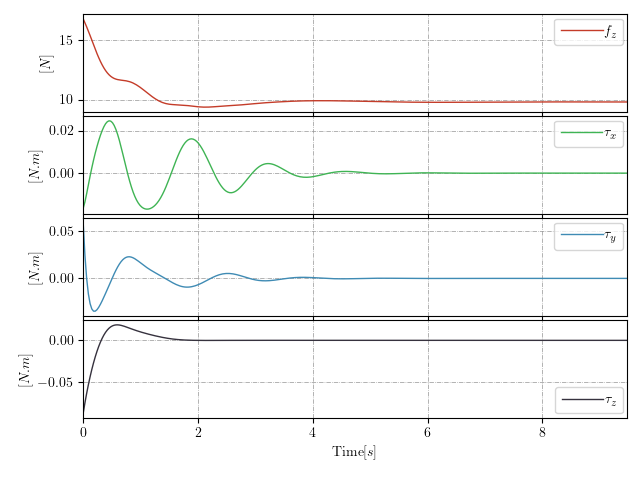 15
10
[N]
f_z
0.02
0.00
[N.m]
τ_x
0.05
0.00
[N.m]
τ_y
0.00
−0.05
[N.m]
τ_z
0 2 4 6 8
Time[s]